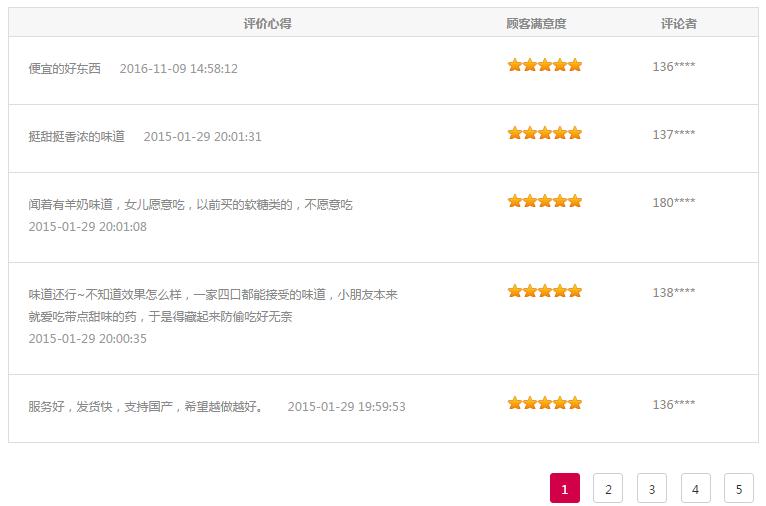 评价心得 顾客满意度 评论者
便宜的好东西 2016-11-09 14:58:12 136****
挺甜挺香浓的味道 2015-01-29 20:01:31 137****
闻着有羊奶味道，女儿愿意吃，以前买的软糖类的，不愿意吃 180****
2015-01-29 20:01:08
味道还行~不知道效果怎么样，一家四口都能接受的味道，小朋友本来 138****
就爱吃带点甜味的药，于是得藏起来防偷吃好无奈
2015-01-29 20:00:35
服务好，发货快，支持国产，希望越做越好。 2015-01-29 19:59:53 136****
1 2 3 4 5